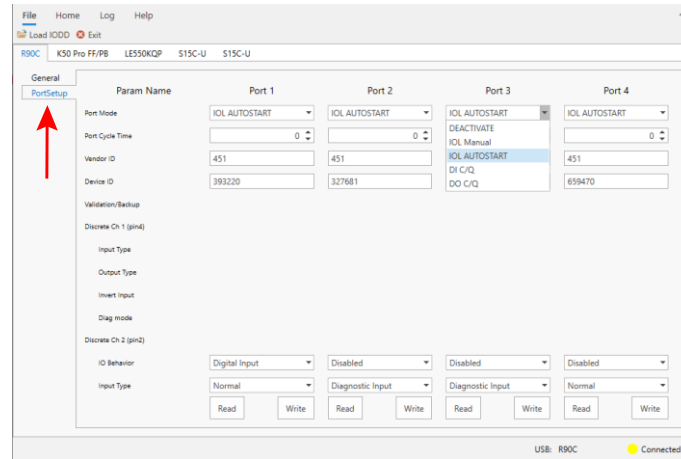 File Home Log Help
Load IODD Exit
R90C K50 Pro FF/PB LE550KQP S15C-U S15C-U
General
PortSetup
Param Name Port 1 Port 2 Port 3 Port 4
Port Mode IOL AUTOSTART IOL AUTOSTART IOL AUTOSTART IOL AUTOSTART
DEACTIVATE
Port Cycle Time 0 0 0
IOL Manual
IOL AUTOSTART
Vendor ID 451 451 451
DI C/Q
Device ID 393220 327681 659470
DO C/Q
Validation/Backup
Discrete Ch 1 (pin4)
Input Type
Output Type
Invert Input
Diag mode
Discrete Ch 2 (pin2)
IO Behavior Digital Input Disabled Disabled Disabled
Input Type Normal Diagnostic Input Diagnostic Input Normal
Read Write Read Write Read Write Read Write
USB: R90C Connected